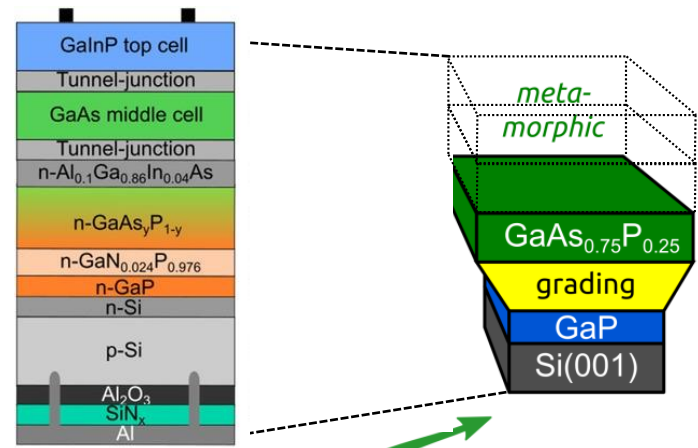 GaInP top cell
Tunnel-junction
GaAs middle cell
Tunnel-junction
n-Al₀.₁Ga₀.₈₆In₀.₀₄As
n-GaAsᵧP₁₋ᵧ
n-GaN₀.₀₂₄P₀.₉₇₆
n-GaP
n-Si
p-Si
Al₂O₃
SiNₓ
Al
meta-
morphic
GaAs₀.₇₅P₀.₂₅
grading
GaP
Si(001)